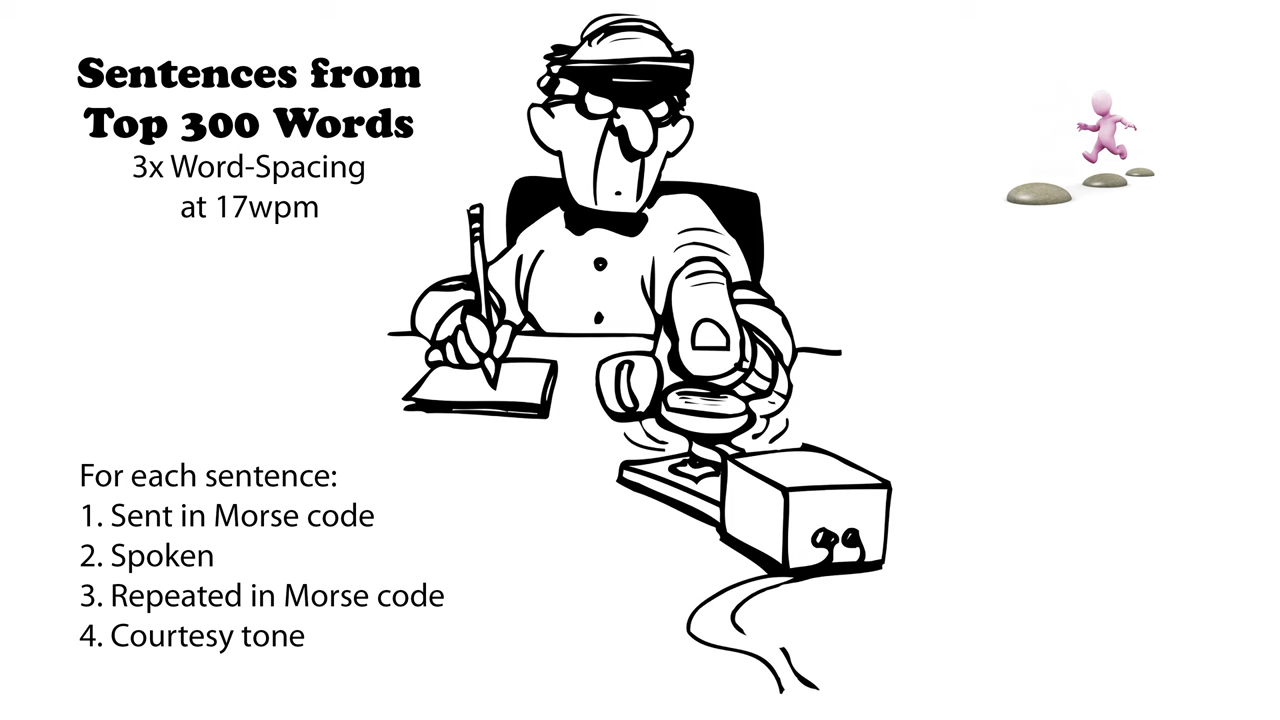 Sentences from
Top 300 Words
3x Word-Spacing
at 17wpm
For each sentence:
1. Sent in Morse code
2. Spoken
3. Repeated in Morse code
4. Courtesy tone